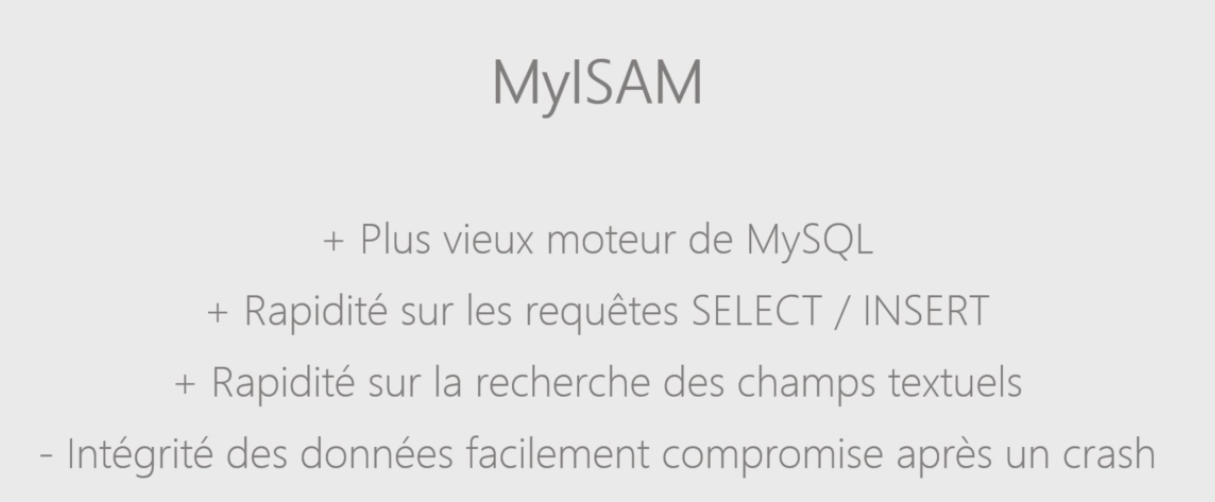 MyISAM
+ Plus vieux moteur de MySQL
+ Rapidité sur les requêtes SELECT / INSERT
+ Rapidité sur la recherche des champs textuels
- Intégrité des données facilement compromise après un crash